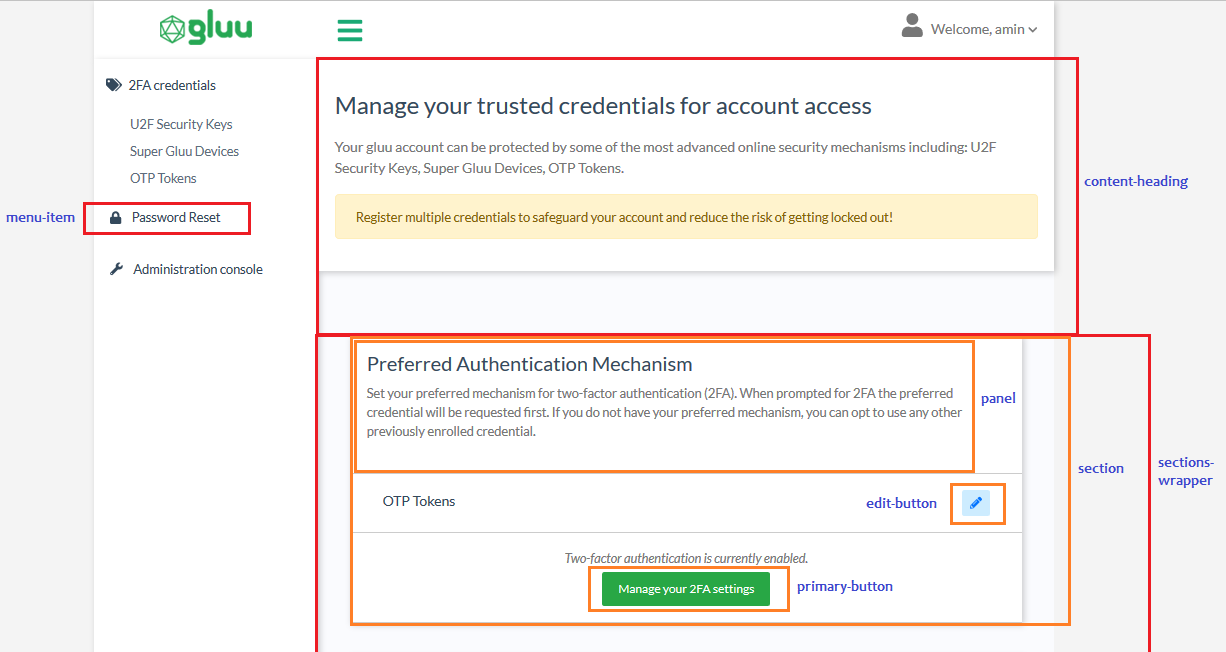 gluu
Welcome, amin
2FA credentials
U2F Security Keys
Super Gluu Devices
OTP Tokens
menu-item
Password Reset
Administration console
Manage your trusted credentials for account access
Your gluu account can be protected by some of the most advanced online security mechanisms including: U2F
Security Keys, Super Gluu Devices, OTP Tokens.
Register multiple credentials to safeguard your account and reduce the risk of getting locked out!
content-heading
Preferred Authentication Mechanism
Set your preferred mechanism for two-factor authentication (2FA). When prompted for 2FA the preferred
credential will be requested first. If you do not have your preferred mechanism, you can opt to use any other
previously enrolled credential.
panel
section
sections-
wrapper
OTP Tokens
edit-button
Two-factor authentication is currently enabled.
Manage your 2FA settings
primary-button